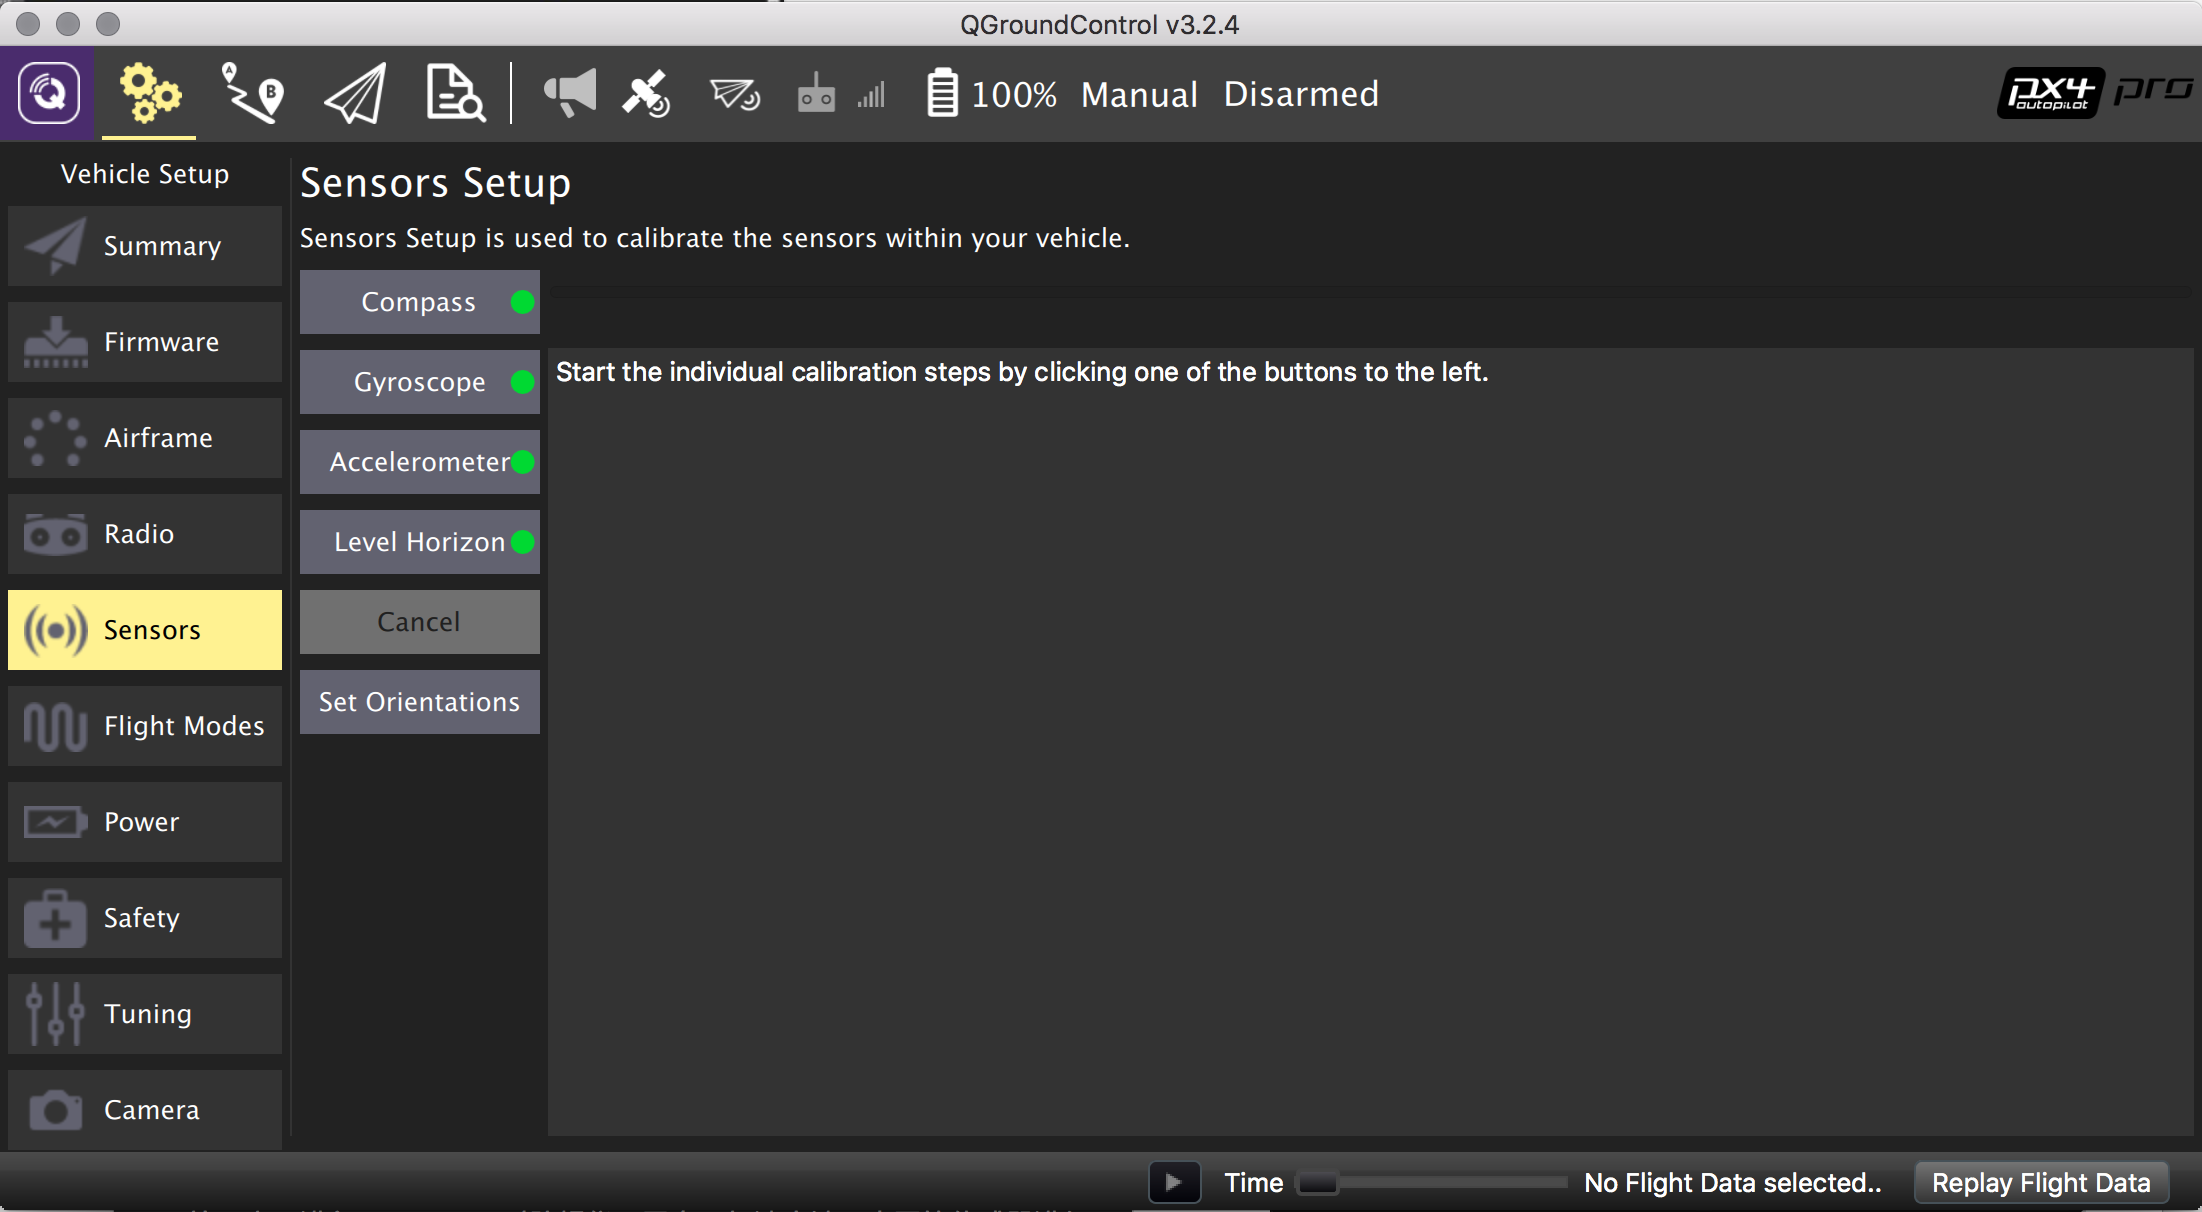 QGroundControl v3.2.4
A
B
100% Manual Disarmed
px4 autopilot pro
Vehicle Setup
Summary
Firmware
Airframe
Radio
Sensors
Flight Modes
Power
Safety
Tuning
Camera
Sensors Setup
Sensors Setup is used to calibrate the sensors within your vehicle.
Compass
Gyroscope
Accelerometer
Level Horizon
Cancel
Set Orientations
Start the individual calibration steps by clicking one of the buttons to the left.
Time
No Flight Data selected..
Replay Flight Data